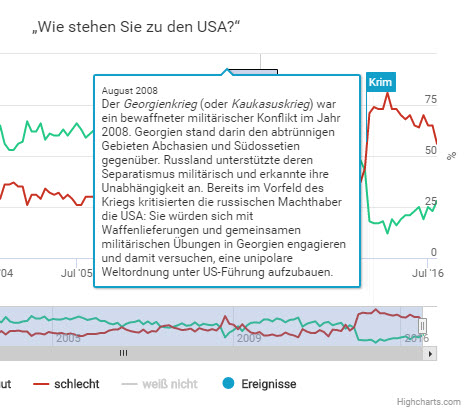 „Wie stehen Sie zu den USA?“
August 2008
Der Georgienkrieg (oder Kaukasuskrieg) war
ein bewaffneter militärischer Konflikt im Jahr
2008. Georgien stand darin den abtrünnigen
Gebieten Abchasien und Südossetien
gegenüber. Russland unterstützte deren
Separatismus militärisch und erkannte ihre
Unabhängigkeit an. Bereits im Vorfeld des
Kriegs kritisierten die russischen Machthaber
die USA: Sie würden sich mit
Waffenlieferungen und gemeinsamen
militärischen Übungen in Georgien engagieren
und damit versuchen, eine unipolare
Weltordnung unter US-Führung aufzubauen.
Krim
75
50
25
0
%
'04
Jul '05
Jul '16
2005
2009
2016
ut
schlecht
weiß nicht
Ereignisse
Highcharts.com